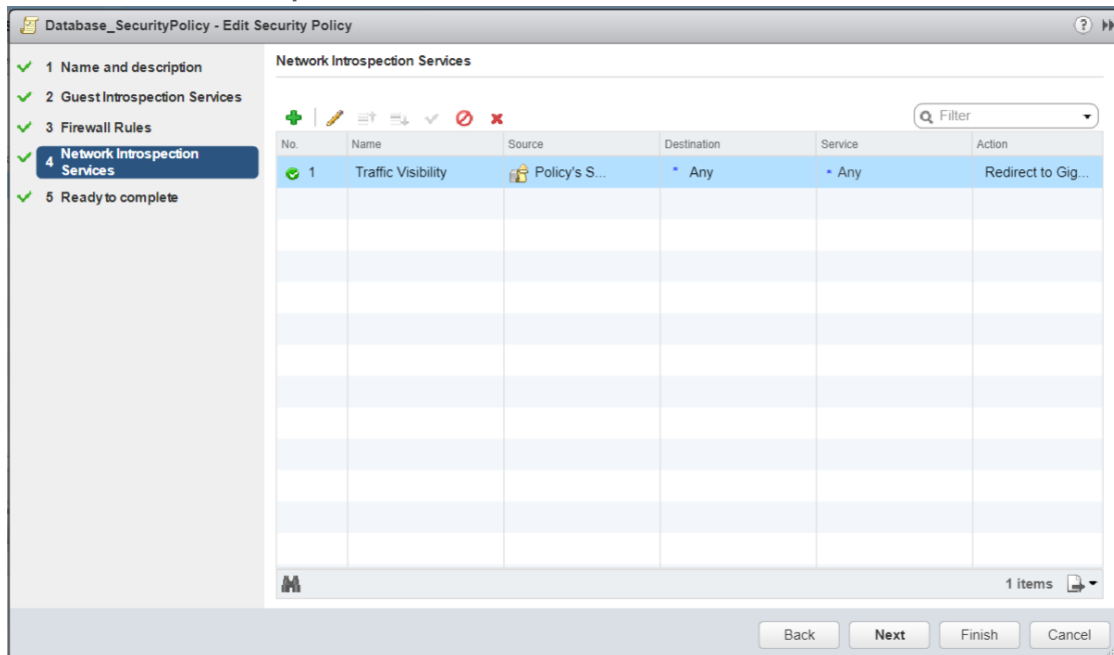 Database_SecurityPolicy - Edit Security Policy
?
1 Name and description
2 Guest Introspection Services
3 Firewall Rules
4 Network Introspection
Services
5 Ready to complete
Network Introspection Services
Filter
No. Name Source Destination Service Action
1 Traffic Visibility Policy's S... * Any * Any Redirect to Gig...
1 items
Back Next Finish Cancel